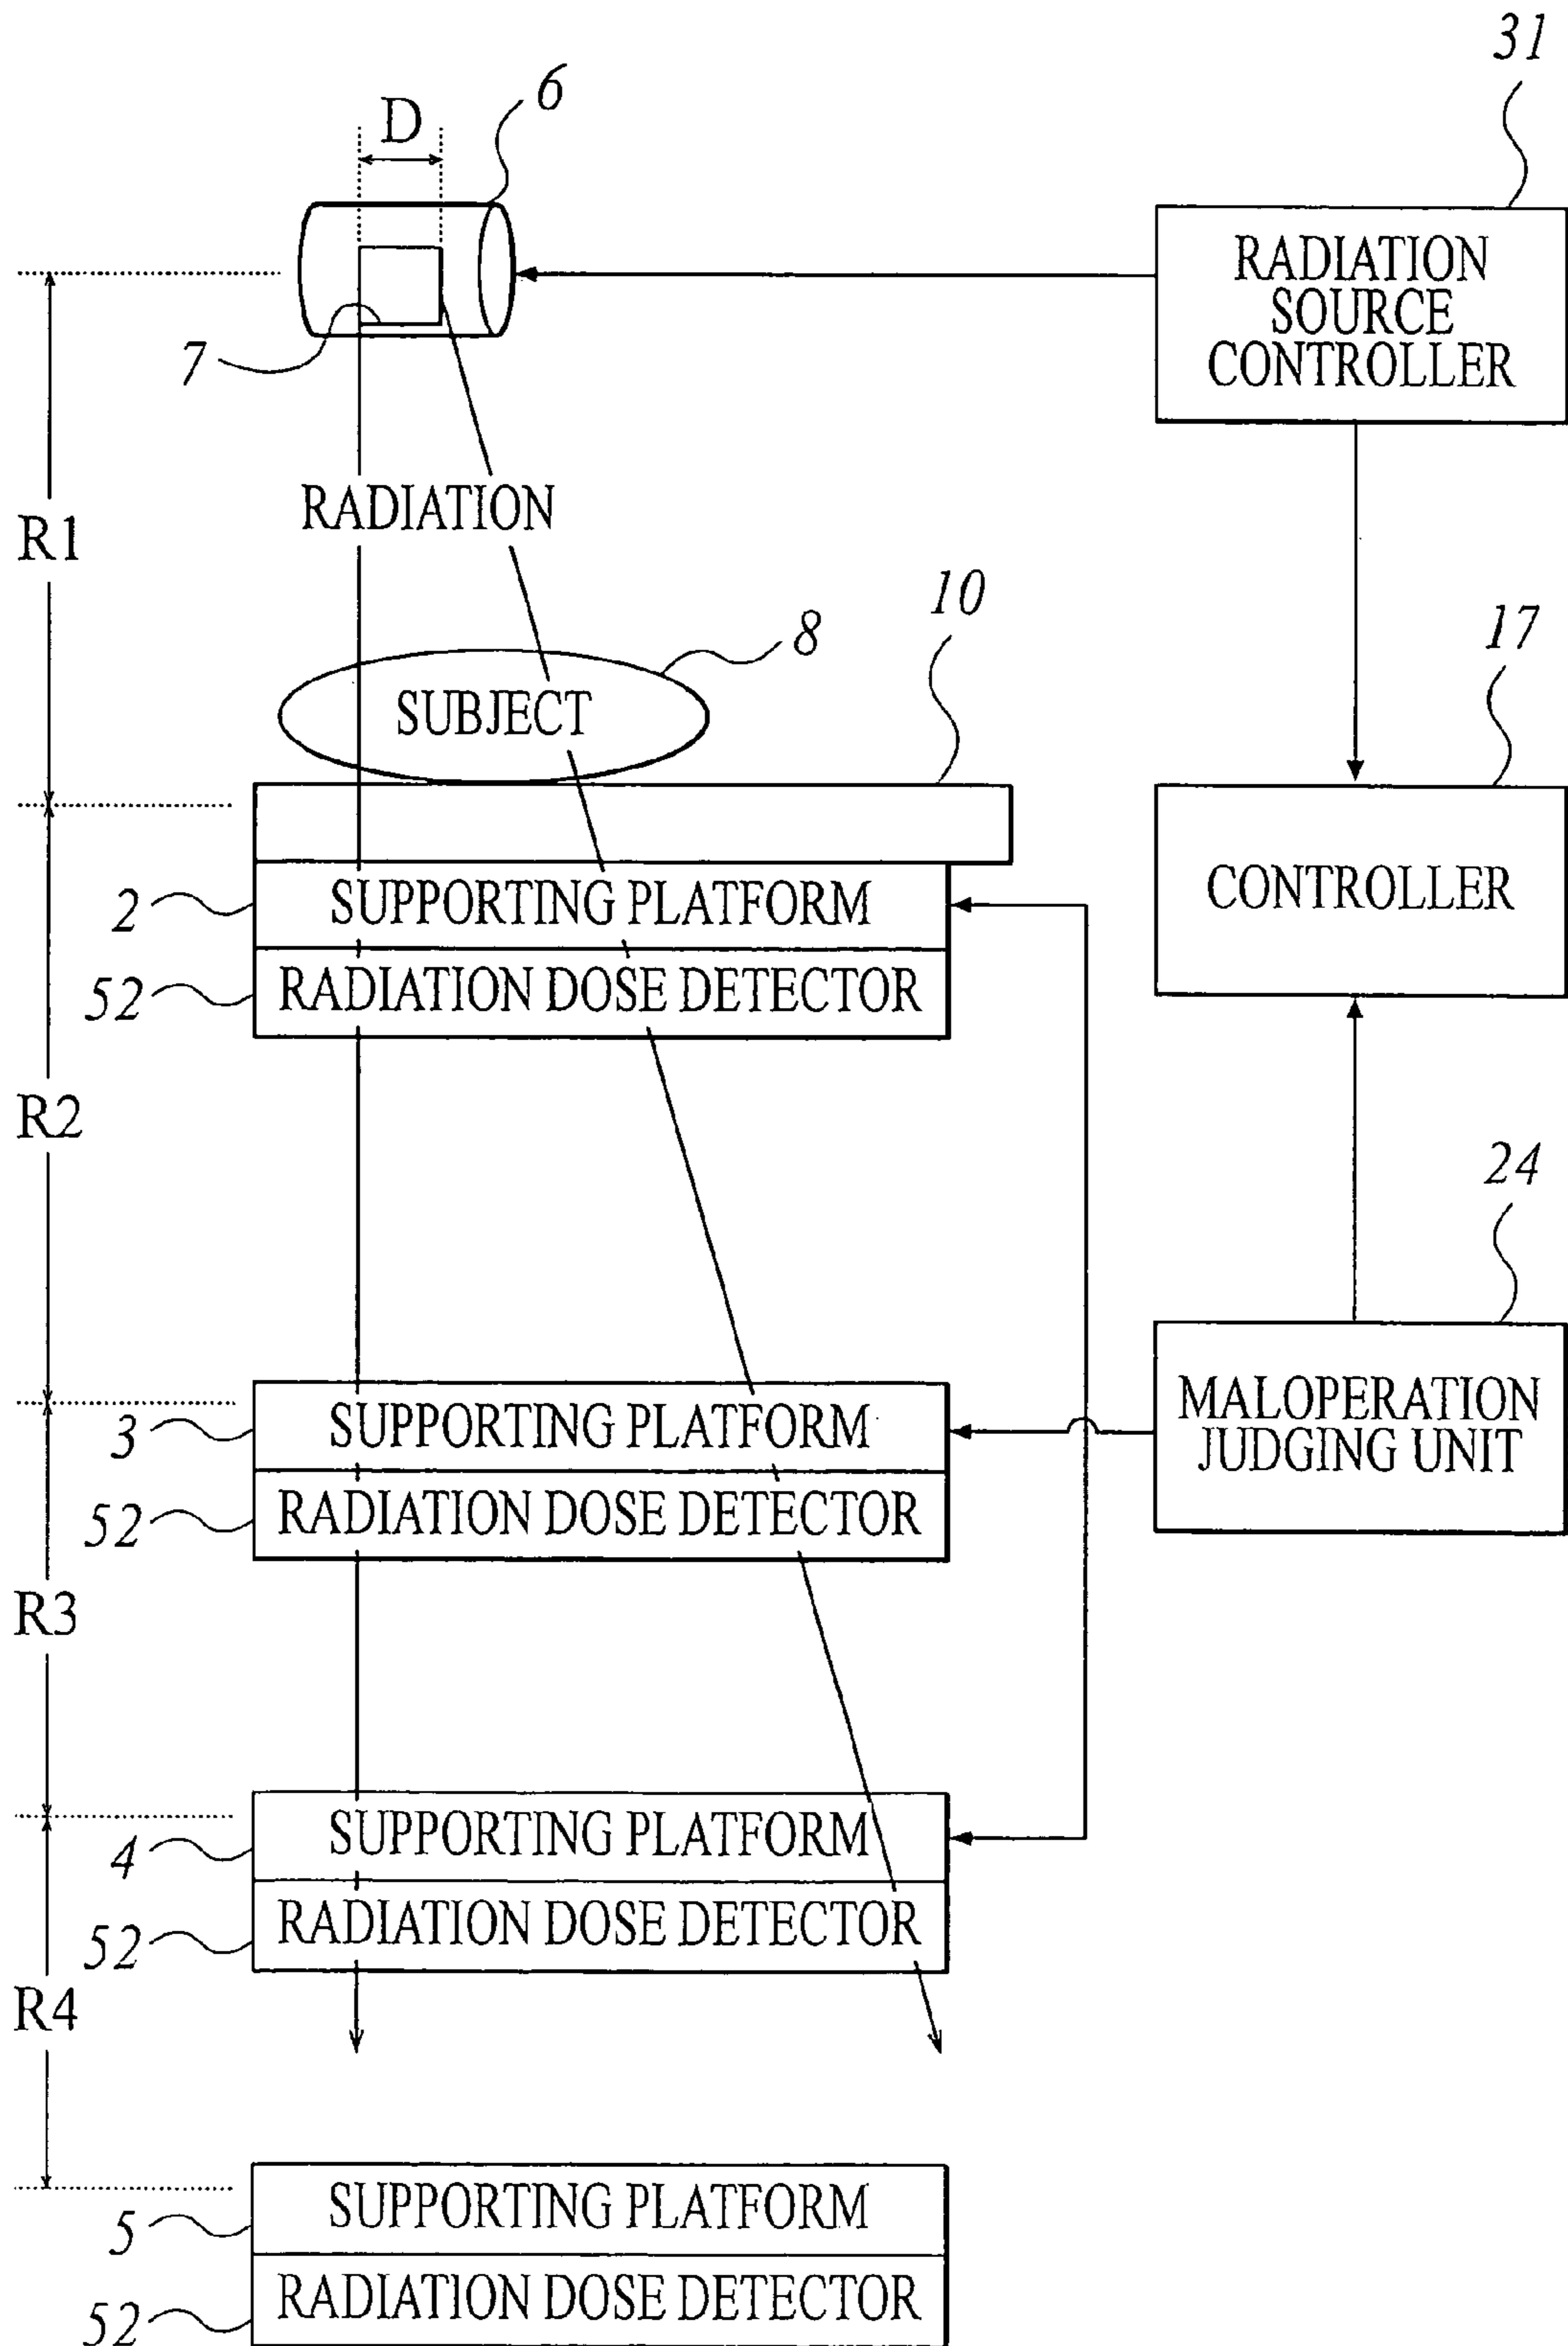 31
6
D
RADIATION
SOURCE
CONTROLLER
7
RADIATION
R1
10
8
17
SUBJECT
CONTROLLER
2
SUPPORTING PLATFORM
52
RADIATION DOSE DETECTOR
R2
24
MALOPERATION
JUDGING UNIT
3
SUPPORTING PLATFORM
52
RADIATION DOSE DETECTOR
R3
4
SUPPORTING PLATFORM
52
RADIATION DOSE DETECTOR
R4
5
SUPPORTING PLATFORM
52
RADIATION DOSE DETECTOR